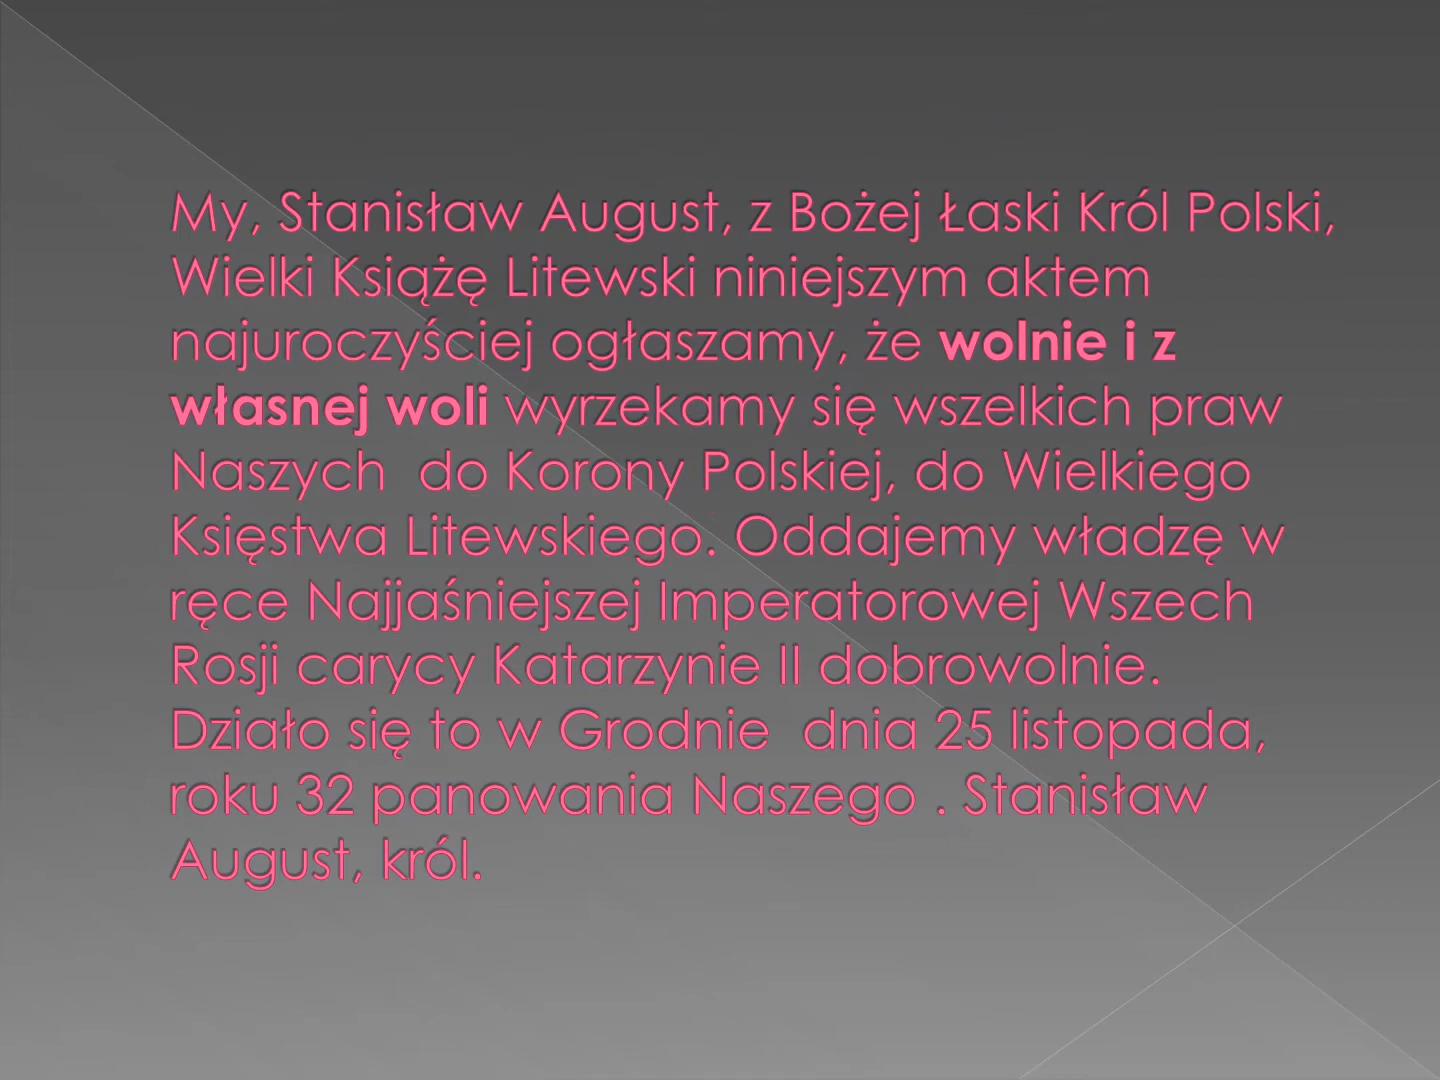 My, Stanisław August, z Bożej Łaski Król Polski,
Wielki Książę Litewski niniejszym aktem
najuroczyściej ogłaszamy, że wolnie i z
własnej woli wyrzekamy się wszelkich praw
Naszych  do Korony Polskiej, do Wielkiego
Księstwa Litewskiego. Oddajemy władzę w
ręce Najjaśniejszej Imperatorowej Wszech
Rosji carycy Katarzynie II dobrowolnie.
Działo się to w Grodnie  dnia 25 listopada,
roku 32 panowania Naszego . Stanisław
August, król.